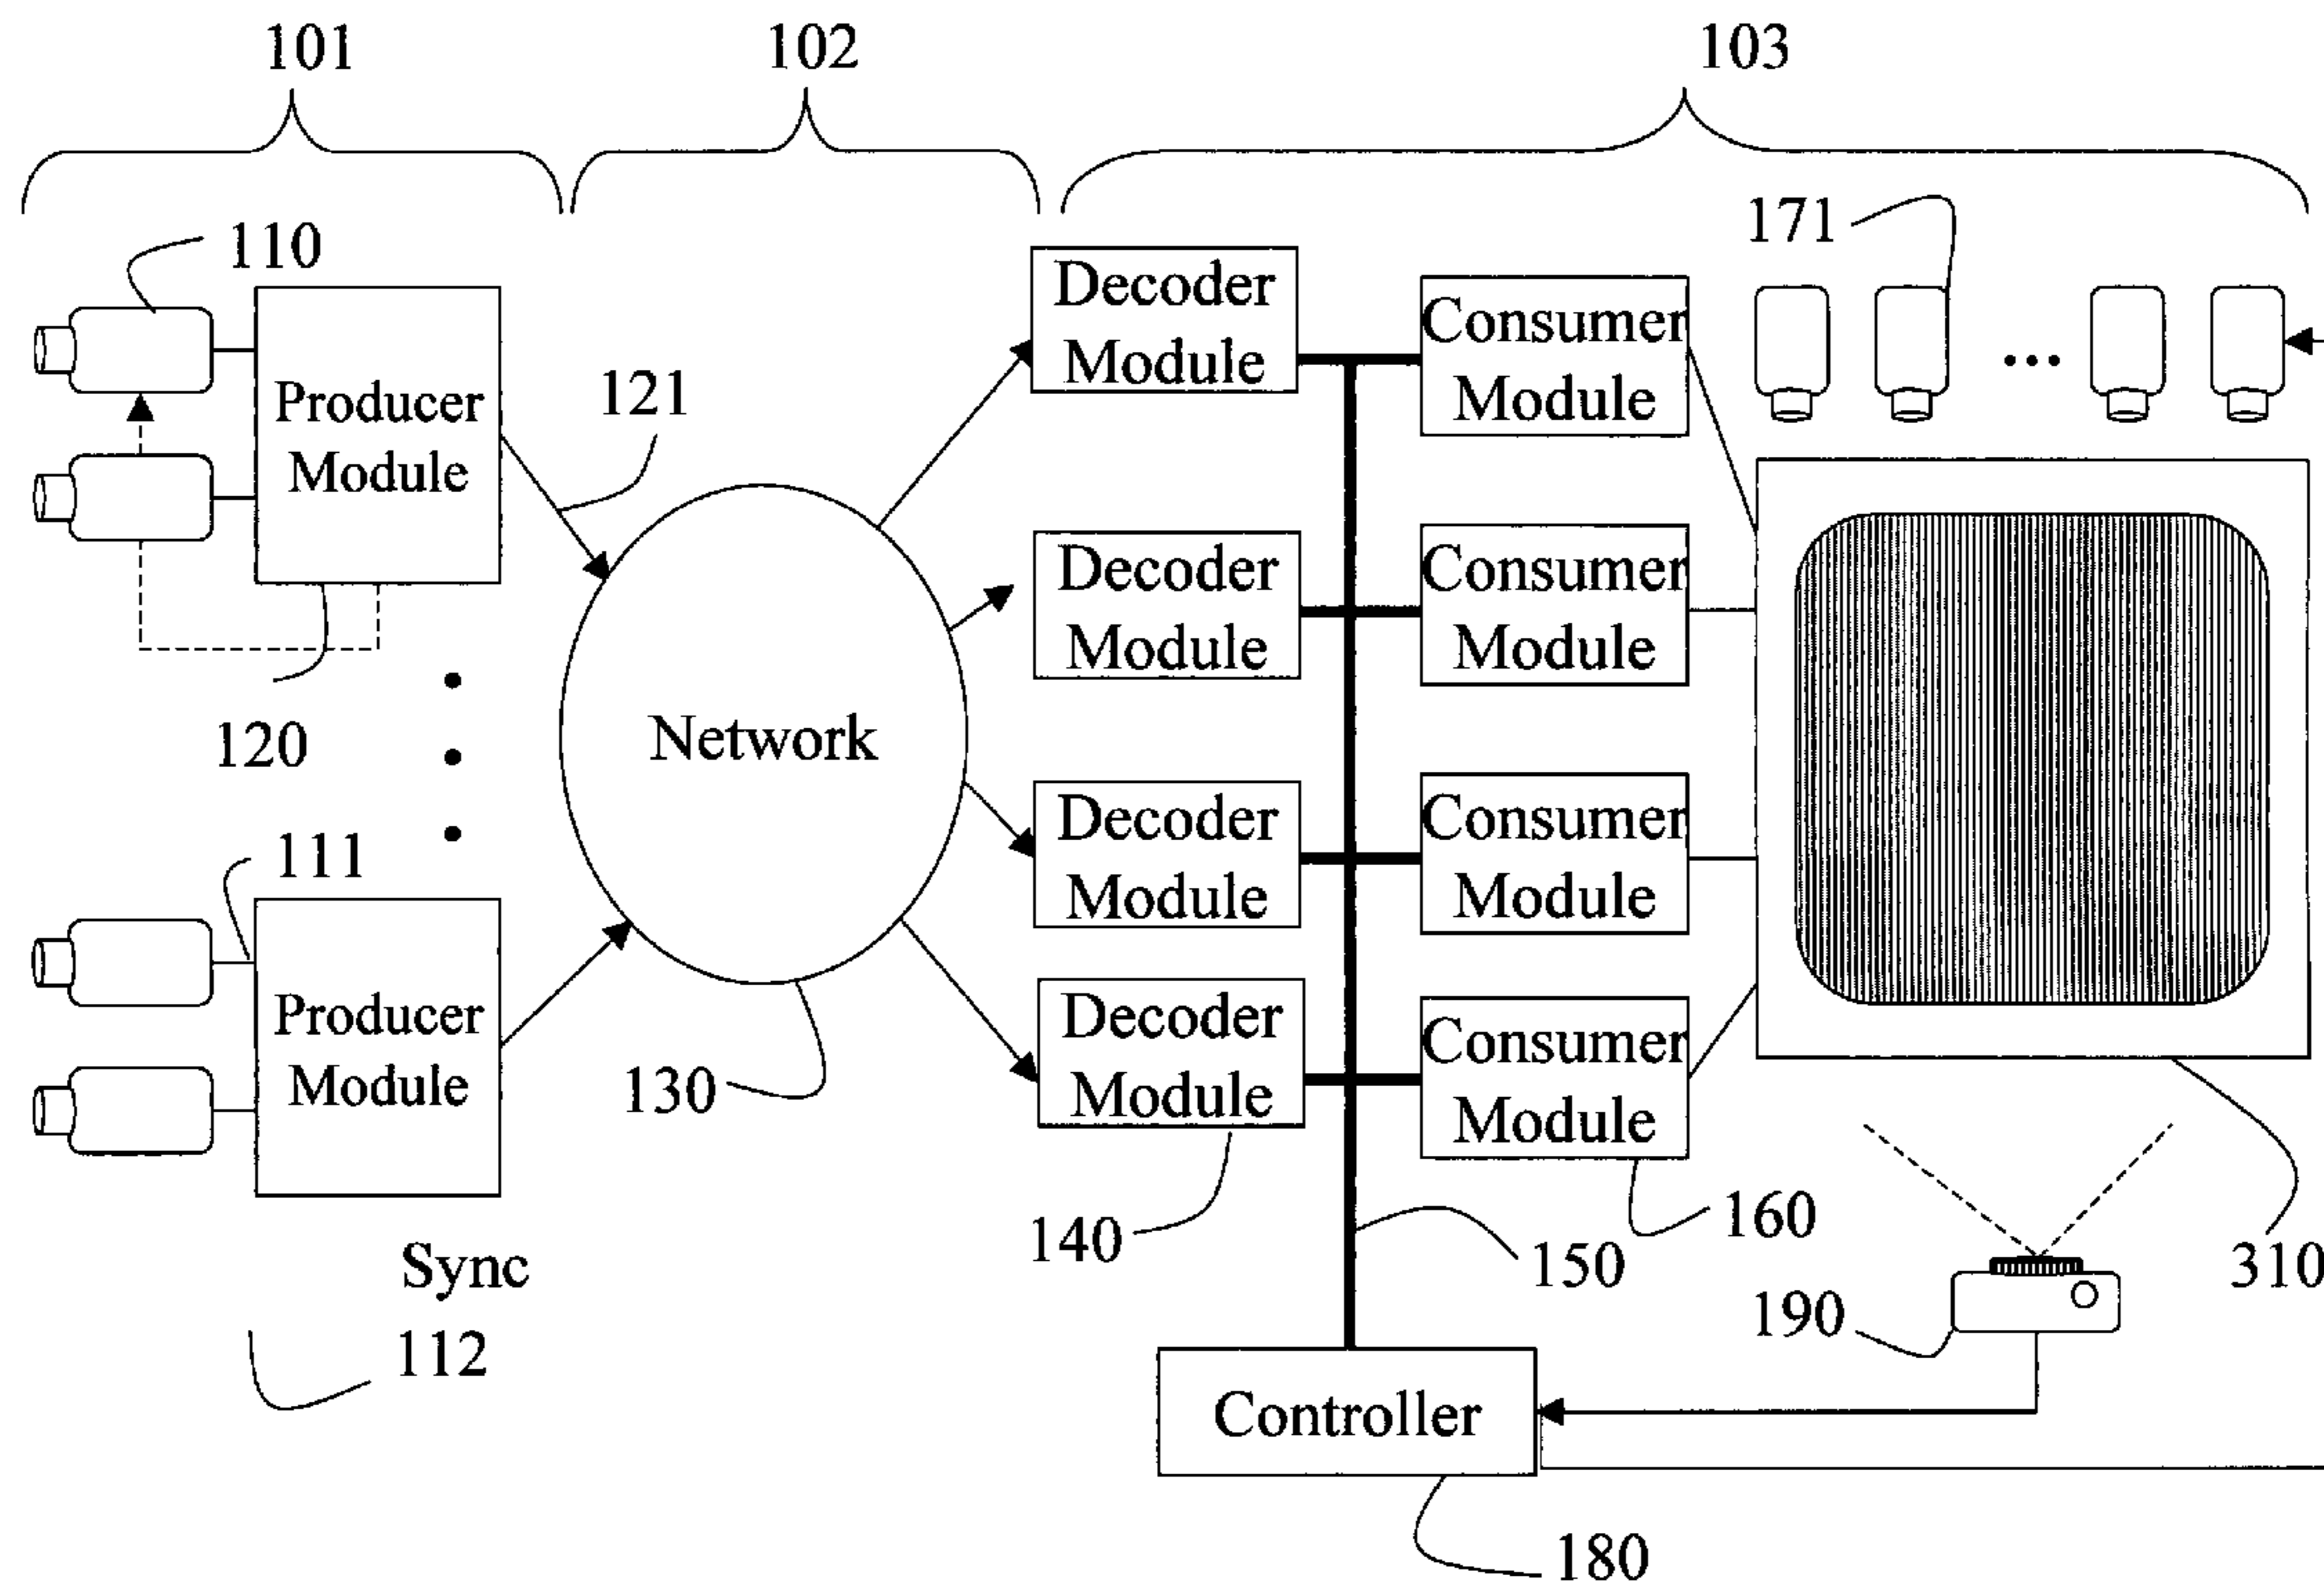 101
102
103
110
171
Decoder
Module
Consumer
Module
Producer
Module
121
Decoder
Module
Consumer
Module
Network
120
Decoder
Module
Consumer
Module
111
Producer
Module
130
Decoder
Module
Consumer
Module
140
150
160
310
Sync
112
190
Controller
180